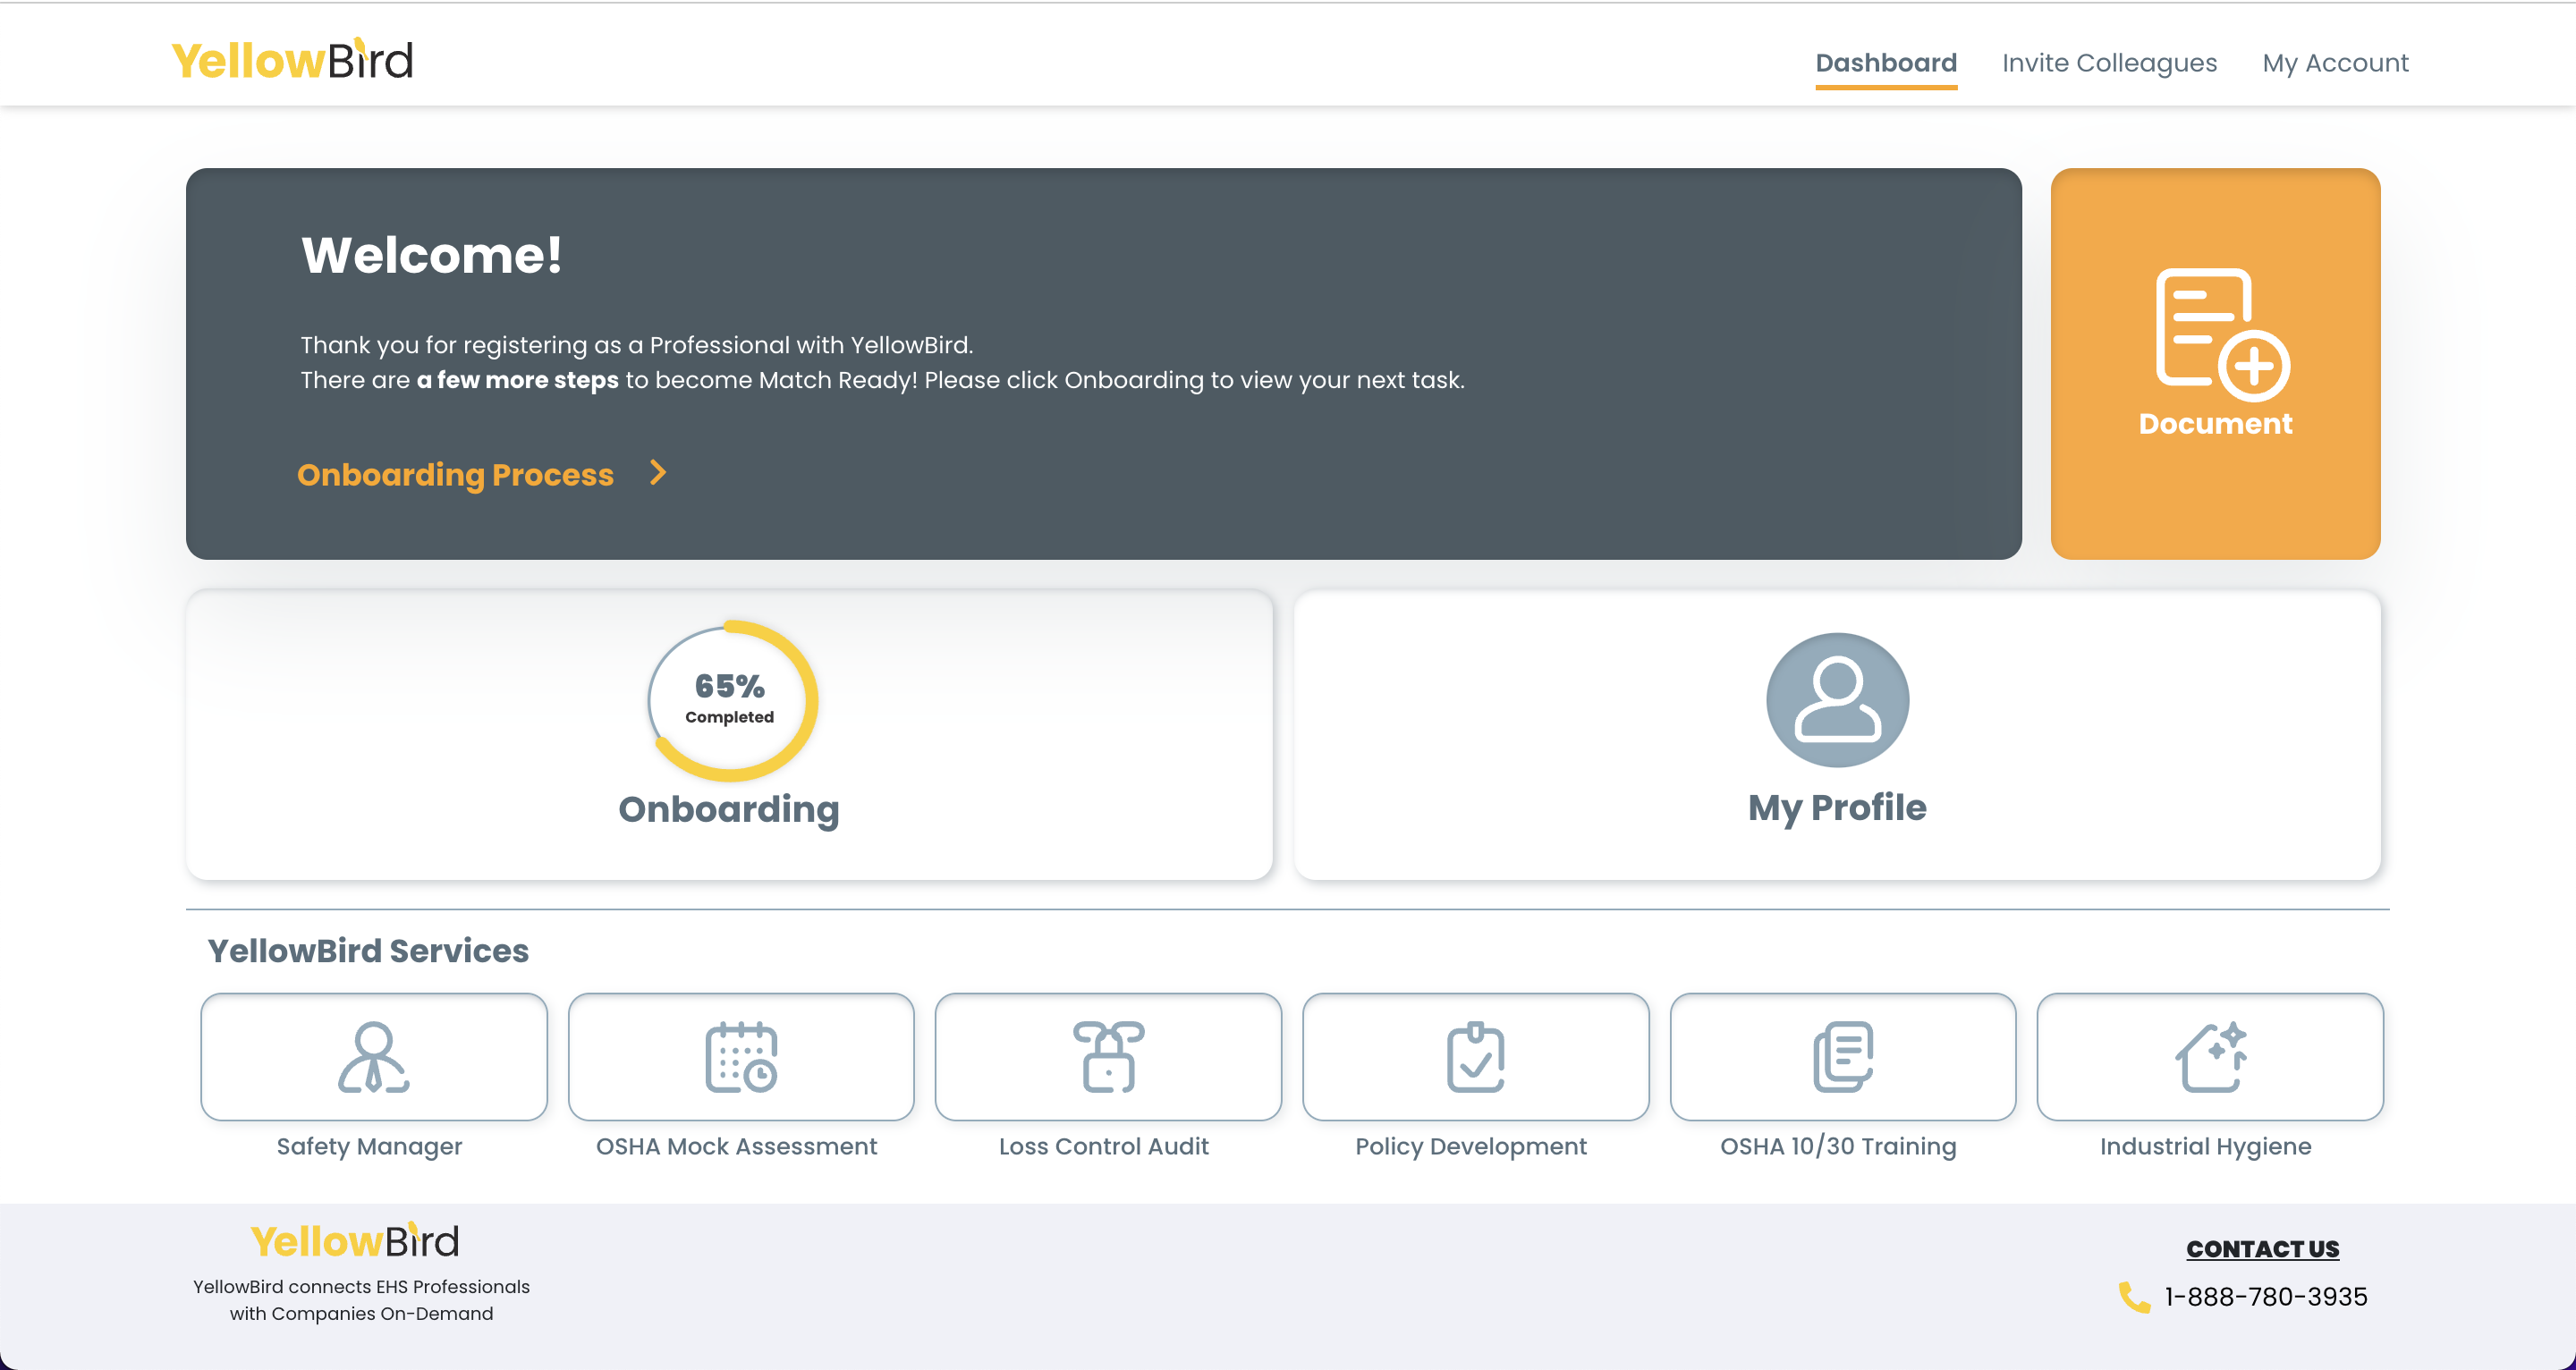 YellowBird
Dashboard
Invite Colleagues
My Account
Welcome!
Thank you for registering as a Professional with YellowBird.
There are a few more steps to become Match Ready! Please click Onboarding to view your next task.
Onboarding Process
Document
65%
Completed
Onboarding
My Profile
YellowBird Services
Safety Manager
OSHA Mock Assessment
Loss Control Audit
Policy Development
OSHA 10/30 Training
Industrial Hygiene
YellowBird
YellowBird connects EHS Professionals
with Companies On-Demand
CONTACT US
1-888-780-3935